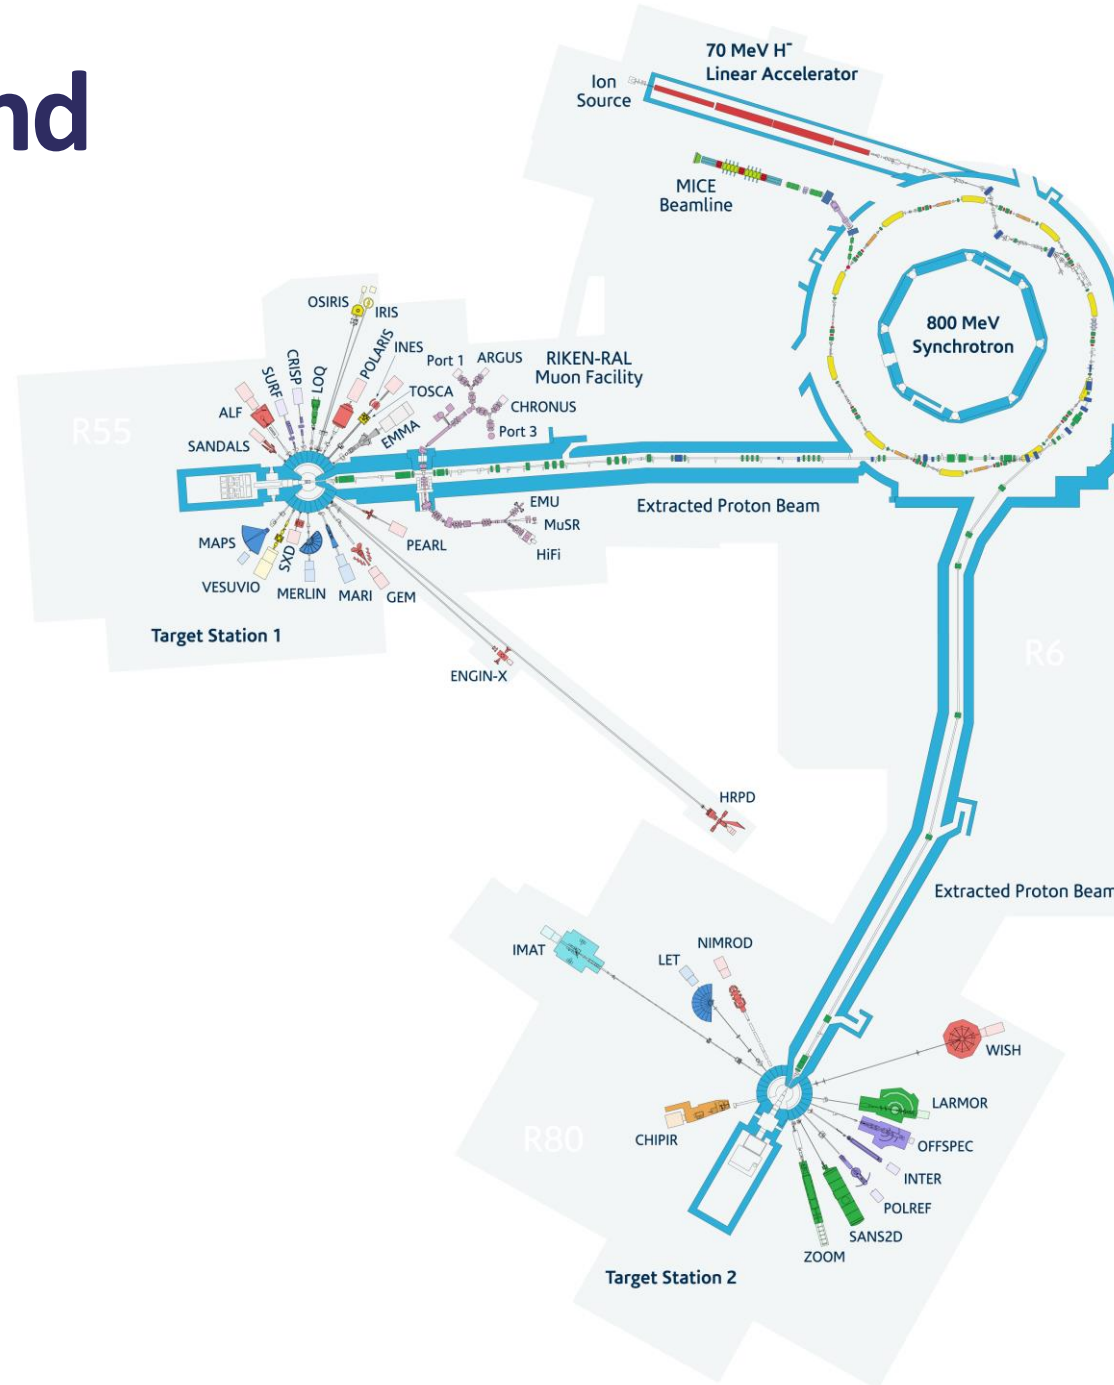 nd
70 MeV H⁻
Linear Accelerator
Ion
Source
MICE
Beamline
800 MeV
Synchrotron
OSIRIS
IRIS
POLARIS
INES
CRISP
LOQ
SURF
TOSCA
ALF
EMMA
SANDALS
Port 1
ARGUS
RIKEN-RAL
Muon Facility
CHRONUS
Port 3
R55
Extracted Proton Beam
EMU
MuSR
HiFi
PEARL
MAPS
SXD
VESUVIO
MERLIN
MARI
GEM
Target Station 1
R6
ENGIN-X
HRPD
Extracted Proton Beam
IMAT
LET
NIMROD
WISH
LARMOR
OFFSPEC
CHIPIR
R80
INTER
POLREF
SANS2D
ZOOM
Target Station 2